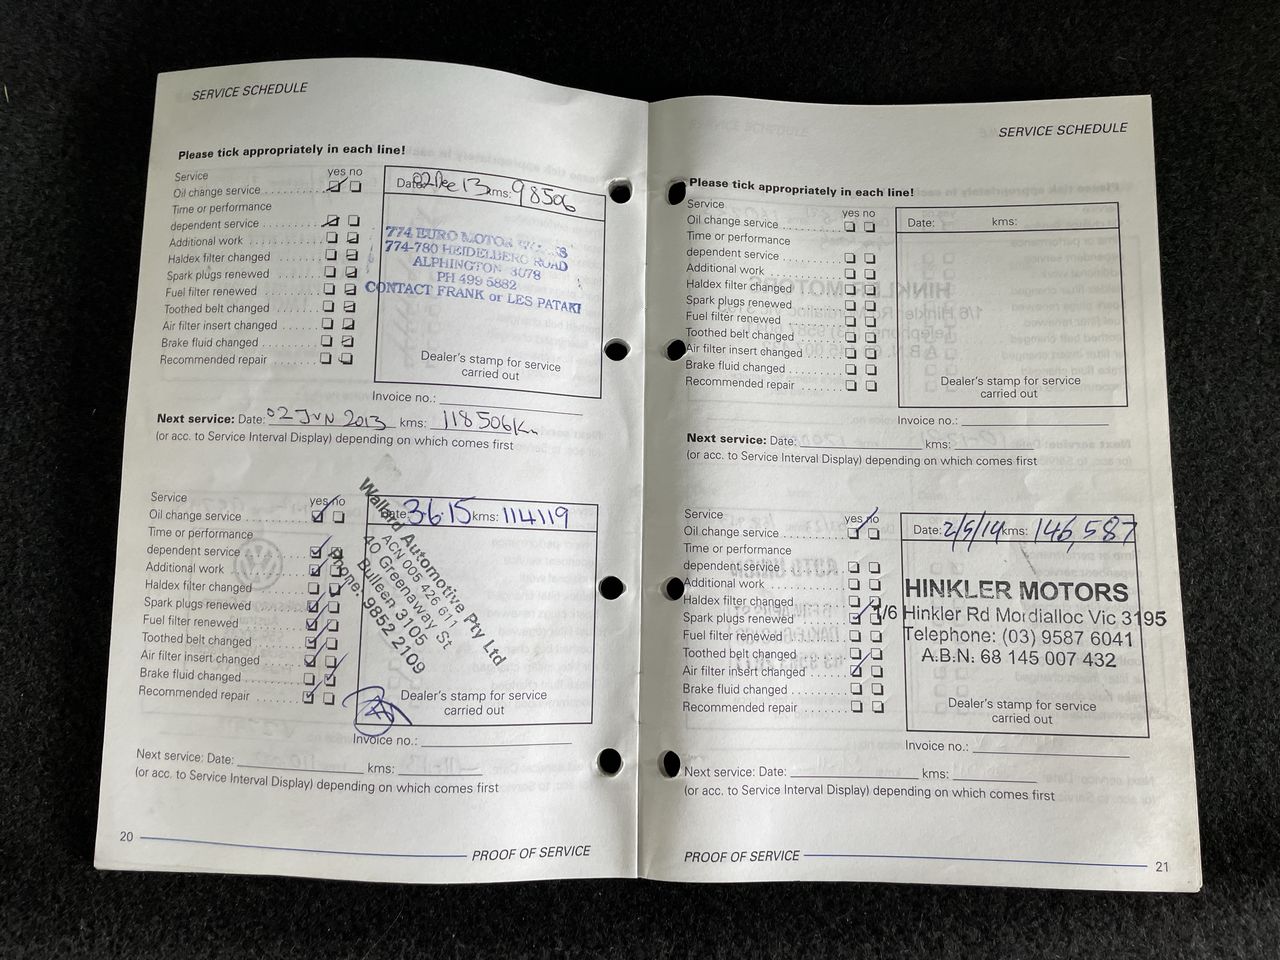 SERVICE SCHEDULE
Please tick appropriately in each line!
Service yes no
Oil change service
Time or performance
dependent service
Additional work
Haldex filter changed
Spark plugs renewed
Fuel filter renewed
Toothed belt changed
Air filter insert changed
Brake fluid changed
Recommended repair
Date: 02 Dec 13 kms: 98506
774 EURO MOTOR
774-780 HEIDELBERG ROAD
ALPHINGTON 3078
PH 499 5882
CONTACT FRANK or LES PATAKI
Dealer's stamp for service
carried out
Invoice no.:
Next service: Date: 02 JUN 2013 kms: 118506K
(or acc. to Service Interval Display) depending on which comes first
Service yes no
Oil change service
Time or performance
dependent service
Additional work
Haldex filter changed
Spark plugs renewed
Fuel filter renewed
Toothed belt changed
Air filter insert changed
Brake fluid changed
Recommended repair
Date: 3.6.15 kms: 114119
Wallard Automotive Pty Ltd
ACN 005 426 611
40 Greenaway St
Bulleen 3105
Phone: 9852 2109
Dealer's stamp for service
carried out
Invoice no.:
Next service: Date: kms:
(or acc. to Service Interval Display) depending on which comes first
20
PROOF OF SERVICE
SERVICE SCHEDULE
Please tick appropriately in each line!
Service yes no
Oil change service
Time or performance
dependent service
Additional work
Haldex filter changed
Spark plugs renewed
Fuel filter renewed
Toothed belt changed
Air filter insert changed
Brake fluid changed
Recommended repair
Date: kms:
Dealer's stamp for service
carried out
Invoice no.:
Next service: Date: kms:
(or acc. to Service Interval Display) depending on which comes first
Service yes no
Oil change service
Time or performance
dependent service
Additional work
Haldex filter changed
Spark plugs renewed
Fuel filter renewed
Toothed belt changed
Air filter insert changed
Brake fluid changed
Recommended repair
Date: 2/9/19 kms: 146,587
HINKLER MOTORS
1/6 Hinkler Rd Mordialloc Vic 3195
Telephone: (03) 9587 6041
A.B.N: 68 145 007 432
Dealer's stamp for service
carried out
Invoice no.:
Next service: Date: kms:
(or acc. to Service Interval Display) depending on which comes first
PROOF OF SERVICE
21